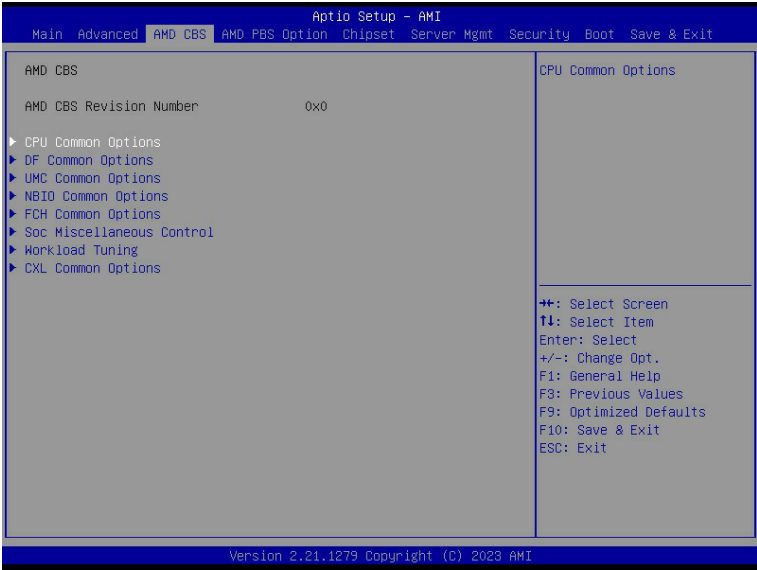 Aptio Setup - AMI
Main Advanced AMD CBS AMD PBS Option Chipset Server Mgmt Security Boot Save & Exit
AMD CBS
AMD CBS Revision Number 0x0
CPU Common Options
DF Common Options
UMC Common Options
NBIO Common Options
FCH Common Options
Soc Miscellaneous Control
Workload Tuning
CXL Common Options
CPU Common Options
→←: Select Screen
↑↓: Select Item
Enter: Select
+/-: Change Opt.
F1: General Help
F3: Previous Values
F9: Optimized Defaults
F10: Save & Exit
ESC: Exit
Version 2.21.1279 Copyright (C) 2023 AMI